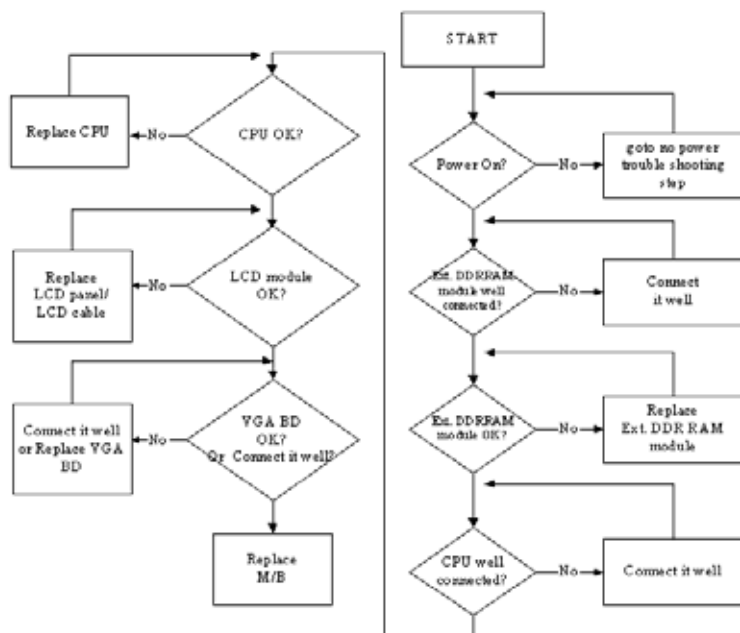 START
Power On?
No
goto no power
trouble shooting
step
Ext. DDRRAM
module well
connected?
No
Connect
it well
Ext. DDRRAM
module OK?
No
Replace
Ext. DDR RAM
module
CPU well
connected?
No
Connect it well
CPU OK?
No
Replace CPU
LCD module
OK?
No
Replace
LCD panel/
LCD cable
VGA BD
OK?
Qr Connect it well?
No
Connect it well
or Replace VGA
BD
Replace
M/B